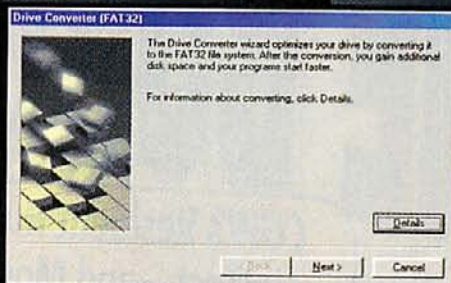 Drive Converter (FAT32)
The Drive Converter wizard optimizes your drive by converting it
to the FAT32 file system. After the conversion, you gain additional
disk space and your programs start faster.
For information about converting, click Details.
Details
< Back Next > Cancel